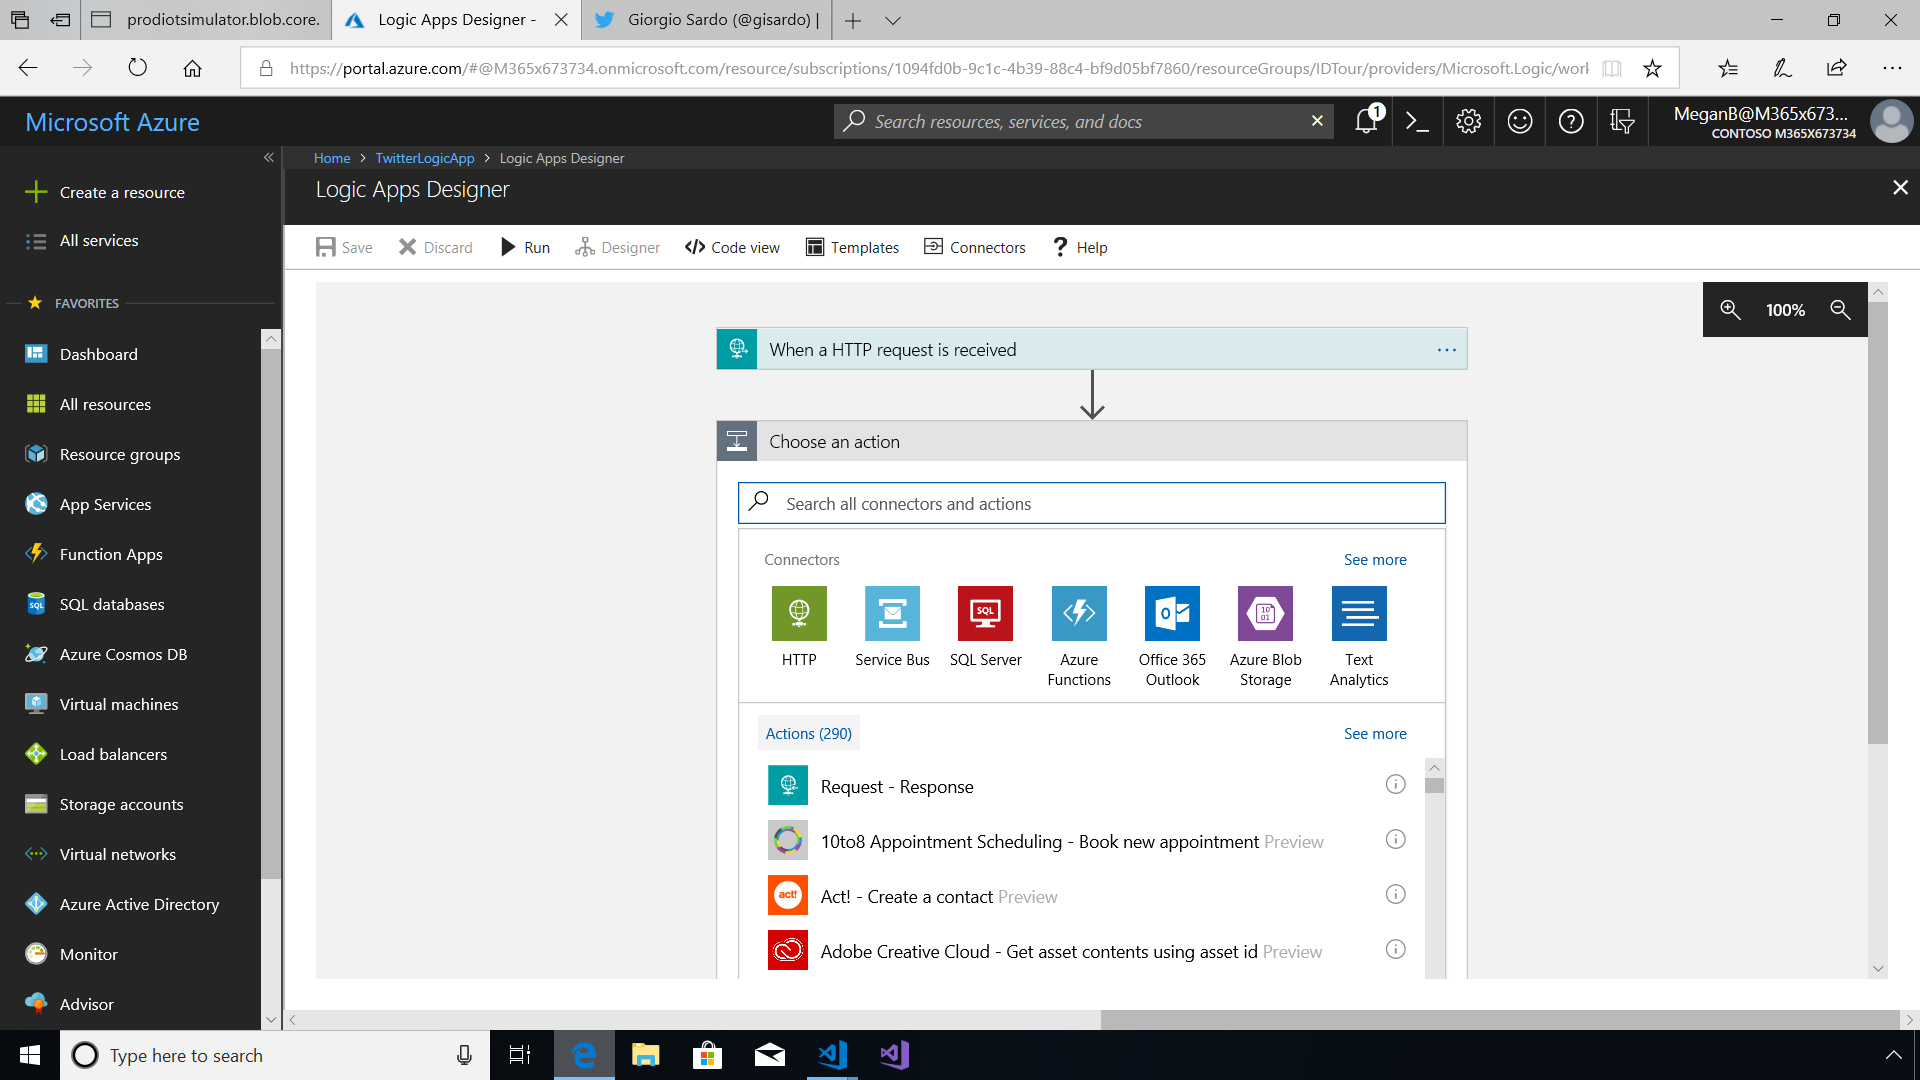 prodiotsimulator.blob.core.
Logic Apps Designer -
Giorgio Sardo (@gisardo) |
https://portal.azure.com/#@M365x673734.onmicrosoft.com/resource/subscriptions/1094fd0b-9c1c-4b39-88c4-bf9d05bf7860/resourceGroups/IDTour/providers/Microsoft.Logic/work
Microsoft Azure
Search resources, services, and docs
1
MeganB@M365x673...
CONTOSO M365X673734
Home > TwitterLogicApp > Logic Apps Designer
Logic Apps Designer
Create a resource
All services
FAVORITES
Dashboard
All resources
Resource groups
App Services
Function Apps
SQL databases
Azure Cosmos DB
Virtual machines
Load balancers
Storage accounts
Virtual networks
Azure Active Directory
Monitor
Advisor
Save
Discard
Run
Designer
Code view
Templates
Connectors
Help
100%
When a HTTP request is received
Choose an action
Search all connectors and actions
Connectors
See more
HTTP
Service Bus
SQL
SQL Server
Azure Functions
Office 365 Outlook
10
01
Azure Blob Storage
Text Analytics
Actions (290)
See more
Request - Response
10to8 Appointment Scheduling - Book new appointment Preview
act!
Act! - Create a contact Preview
Adobe Creative Cloud - Get asset contents using asset id Preview
Type here to search